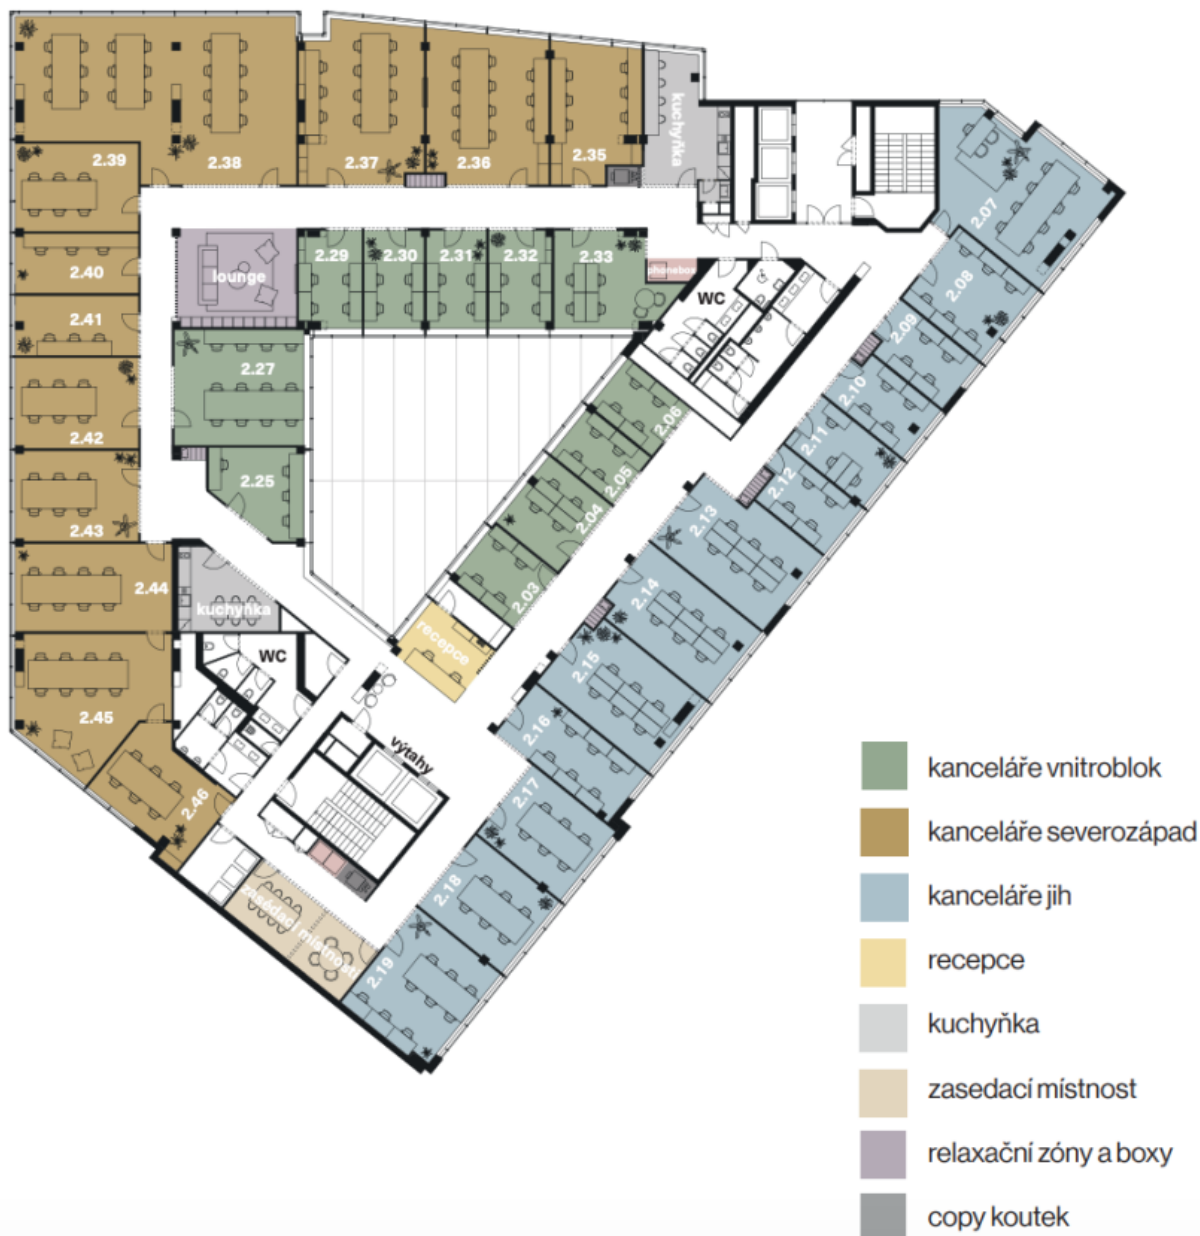 kuchyňka
2.39
2.38
2.37
2.36
2.35
2.07
2.40
lounge
2.29
2.30
2.31
2.32
2.33
phonebox
WC
2.08
2.41
2.09
2.27
2.10
2.42
2.06
2.11
2.25
2.05
2.12
2.43
2.04
2.13
2.44
kuchyňka
2.03
2.14
recepce
WC
2.15
2.45
2.16
výtahy
2.46
2.17
2.18
zasedací místnost
2.19
kanceláře vnitroblok
kanceláře severozápad
kanceláře jih
recepce
kuchyňka
zasedací místnost
relaxační zóny a boxy
copy koutek